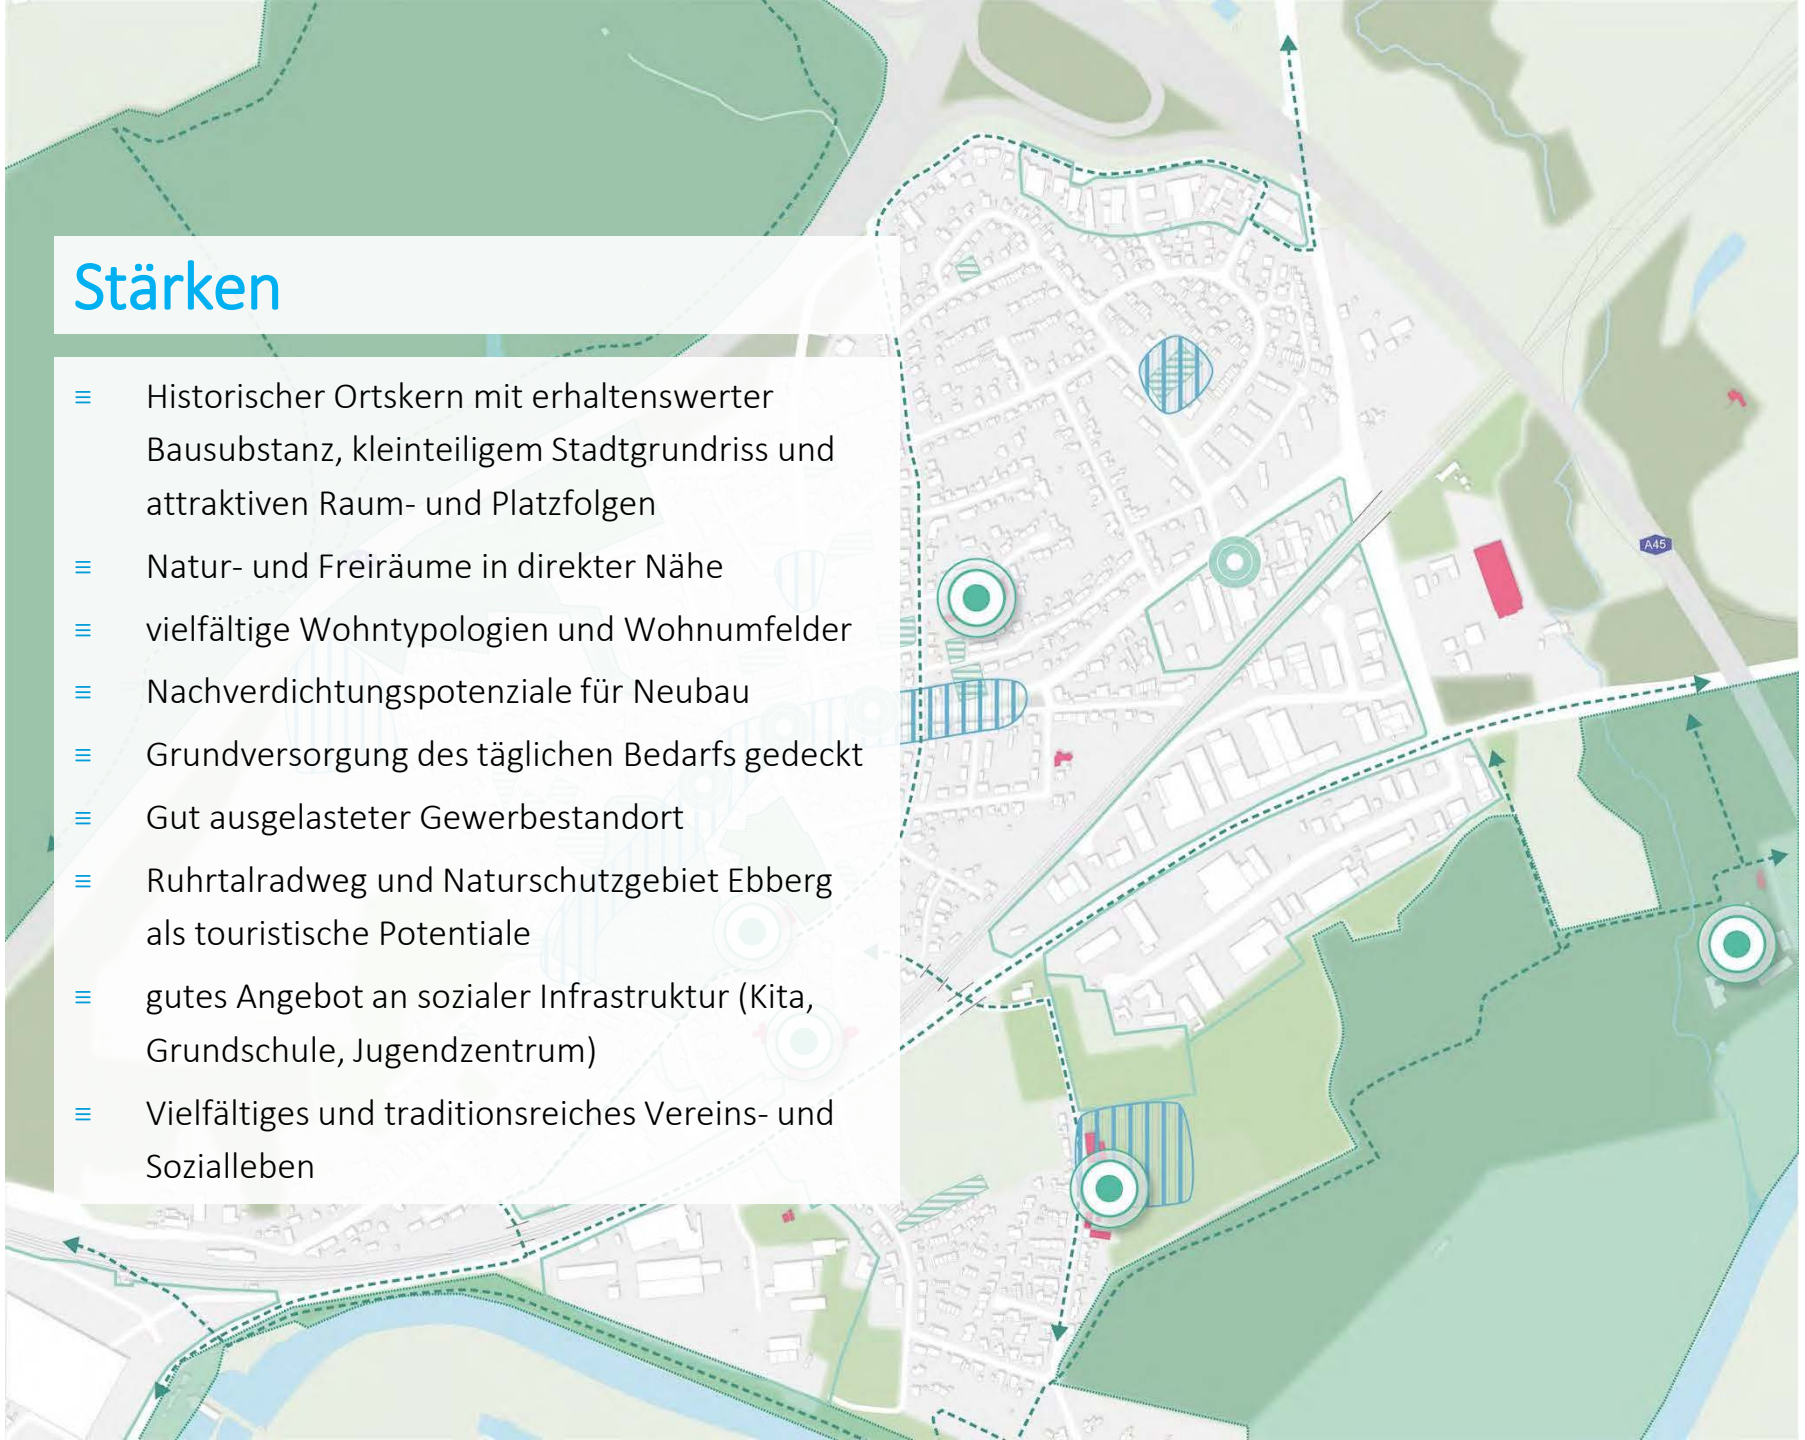 Stärken
≡ Historischer Ortskern mit erhaltenswerter
Bausubstanz, kleinteiligem Stadtgrundriss und
attraktiven Raum- und Platzfolgen
≡ Natur- und Freiräume in direkter Nähe
≡ vielfältige Wohntypologien und Wohnumfelder
≡ Nachverdichtungspotenziale für Neubau
≡ Grundversorgung des täglichen Bedarfs gedeckt
≡ Gut ausgelasteter Gewerbestandort
≡ Ruhrtalradweg und Naturschutzgebiet Ebberg
als touristische Potentiale
≡ gutes Angebot an sozialer Infrastruktur (Kita,
Grundschule, Jugendzentrum)
≡ Vielfältiges und traditionsreiches Vereins- und
Sozialleben
A45